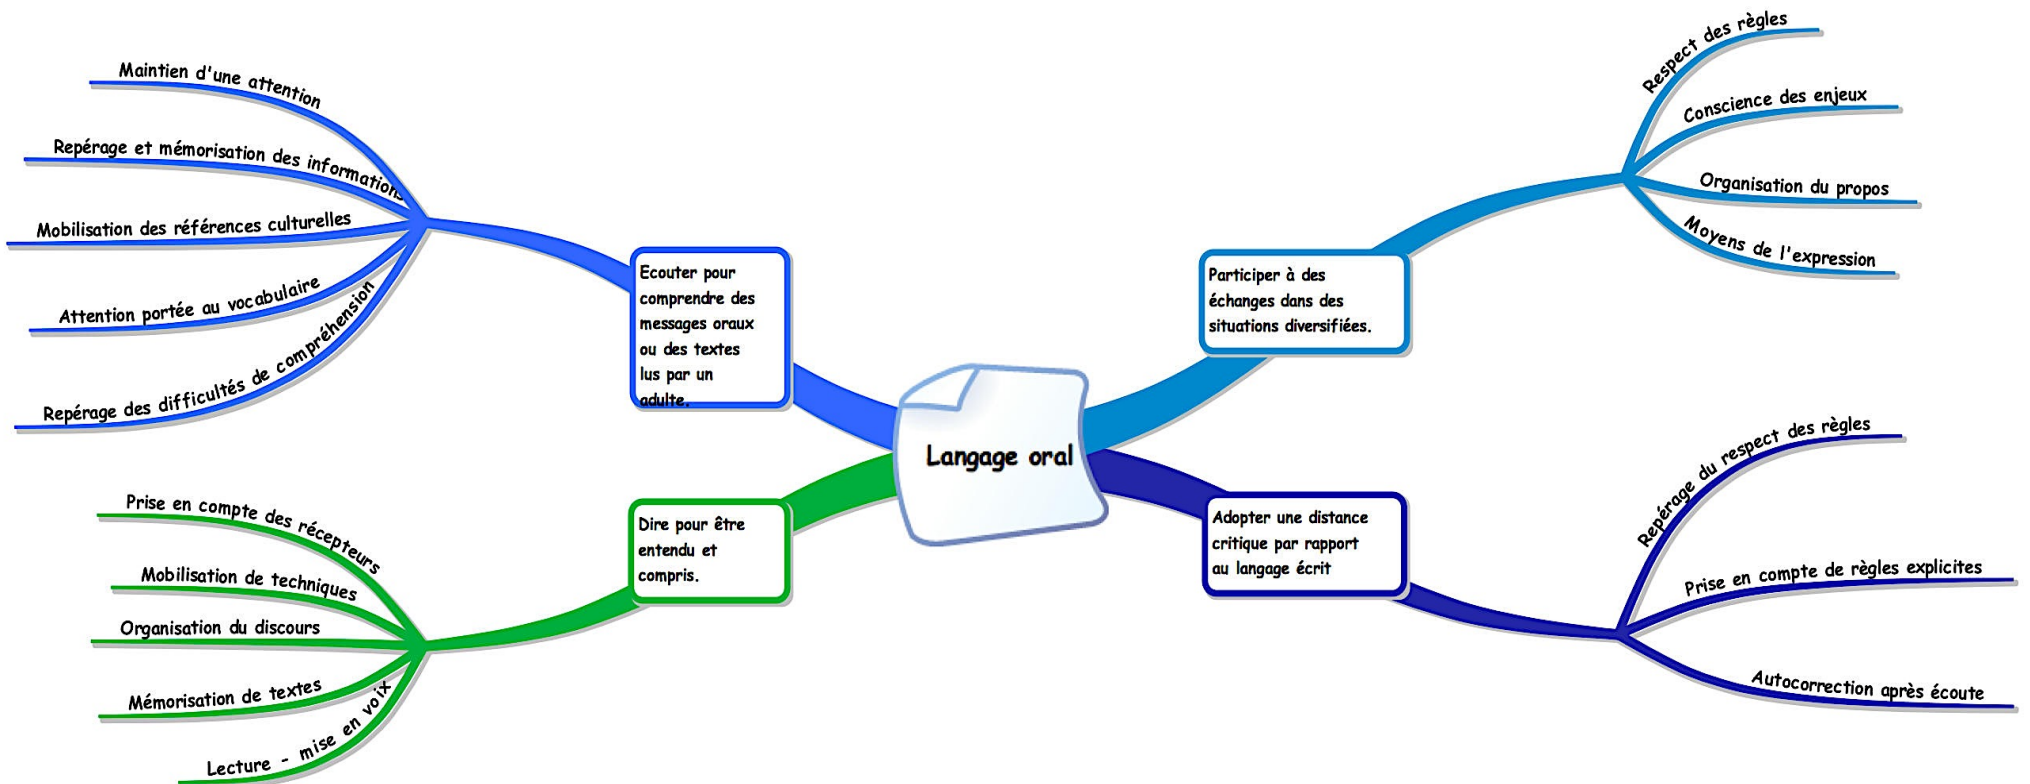 Langage oral
Ecouter pour
comprendre des
messages oraux
ou des textes
lus par un
adulte.
Maintien d'une attention
Repérage et mémorisation des informations
Mobilisation des références culturelles
Attention portée au vocabulaire
Repérage des difficultés de compréhension
Dire pour être
entendu et
compris.
Prise en compte des récepteurs
Mobilisation de techniques
Organisation du discours
Mémorisation de textes
Lecture - mise en voix
Participer à des
échanges dans des
situations diversifiées.
Respect des règles
Conscience des enjeux
Organisation du propos
Moyens de l'expression
Adopter une distance
critique par rapport
au langage écrit
Repérage du respect des règles
Prise en compte de règles explicites
Autocorrection après écoute